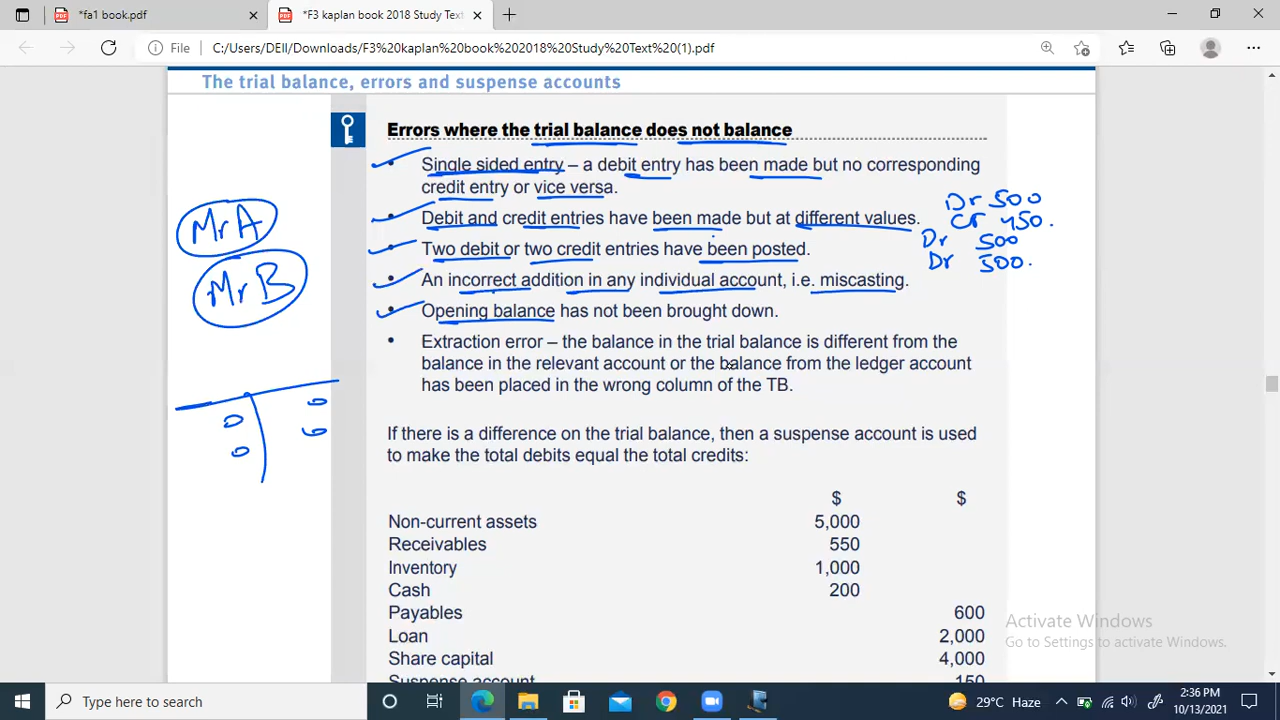 *fa1 book.pdf
*F3 kaplan book 2018 Study Text
File
C:/Users/DEll/Downloads/F3%20kaplan%20book%202018%20Study%20Text%20(1).pdf
The trial balance, errors and suspense accounts
Errors where the trial balance does not balance
• Single sided entry – a debit entry has been made but no corresponding
credit entry or vice versa.
• Debit and credit entries have been made but at different values.
• Two debit or two credit entries have been posted.
• An incorrect addition in any individual account, i.e. miscasting.
• Opening balance has not been brought down.
• Extraction error – the balance in the trial balance is different from the
balance in the relevant account or the balance from the ledger account
has been placed in the wrong column of the TB.
Dr 500
Cr 450.
Dr 500
Dr 500.
Mr A
Mr B
If there is a difference on the trial balance, then a suspense account is used
to make the total debits equal the total credits:
$ $
Non-current assets 5,000
Receivables 550
Inventory 1,000
Cash 200
Payables 600
Loan 2,000
Share capital 4,000
Suspense account 150
Activate Windows
Go to Settings to activate Windows.
Type here to search
29°C Haze
2:36 PM
10/13/2021